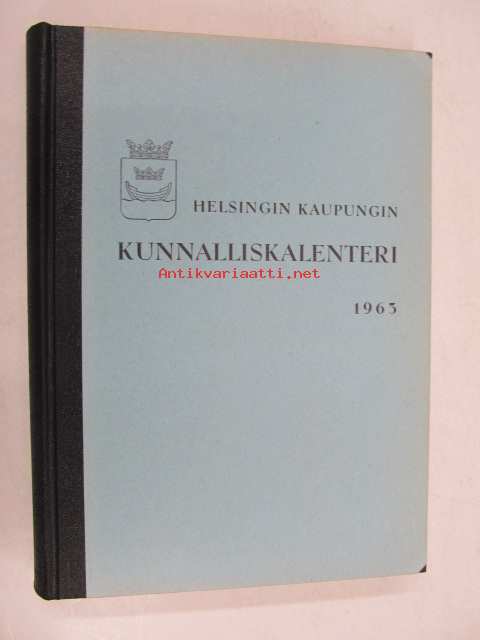 HELSINGIN KAUPUNGIN
KUNNALLISKALENTERI
Antikvariaatti.net
1963